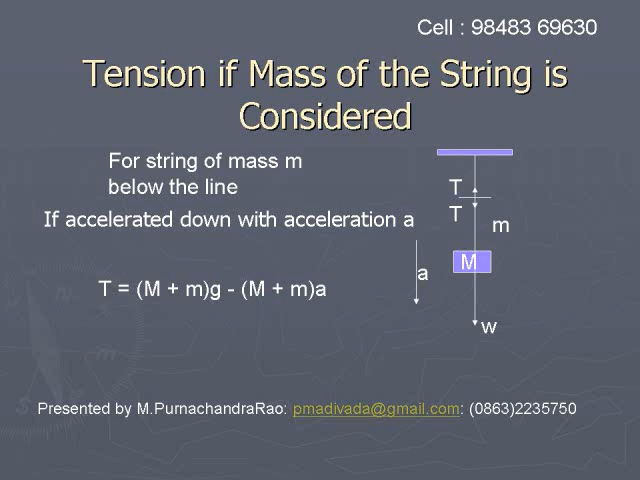 Cell : 98483 69630
Tension if Mass of the String is
Considered
For string of mass m
below the line
If accelerated down with acceleration a
T = (M + m)g - (M + m)a
T
T
m
M
a
w
Presented by M.PurnachandraRao: pmadivada@gmail.com: (0863)2235750